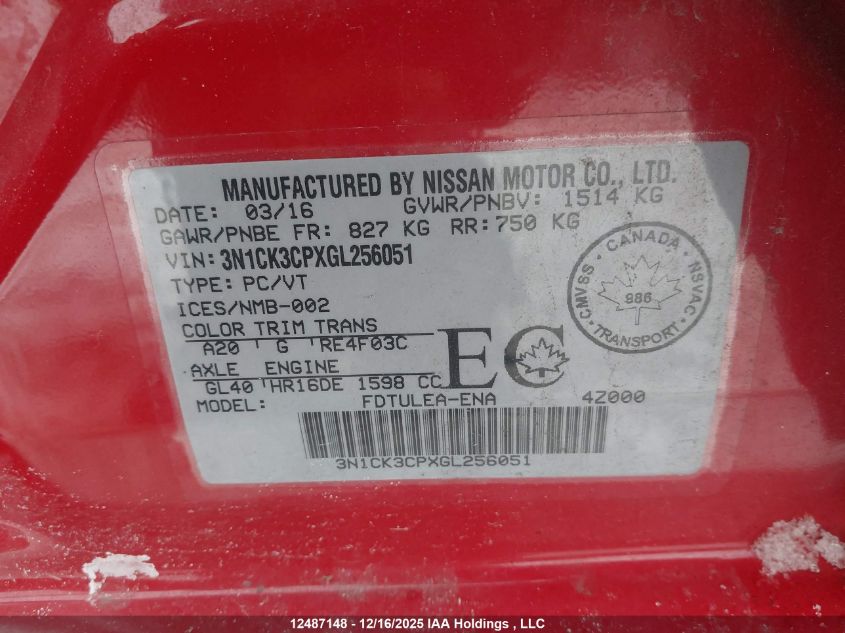 MANUFACTURED BY NISSAN MOTOR CO., LTD.
DATE: 03/16 GVWR/PNBV: 1514 KG
GAWR/PNBE FR: 827 KG RR: 750 KG
VIN: 3N1CK3CPXGL256051
TYPE: PC/VT
ICES/NMB-002
COLOR TRIM TRANS
A20 G RE4F03C
AXLE ENGINE
GL40 HR16DE 1598 CC
MODEL: FDTULEA-ENA 4Z000
EC
CANADA
CMVSS NSVAC
986
TRANSPORT
3N1CK3CPXGL256051
12487148 - 12/16/2025 IAA Holdings , LLC